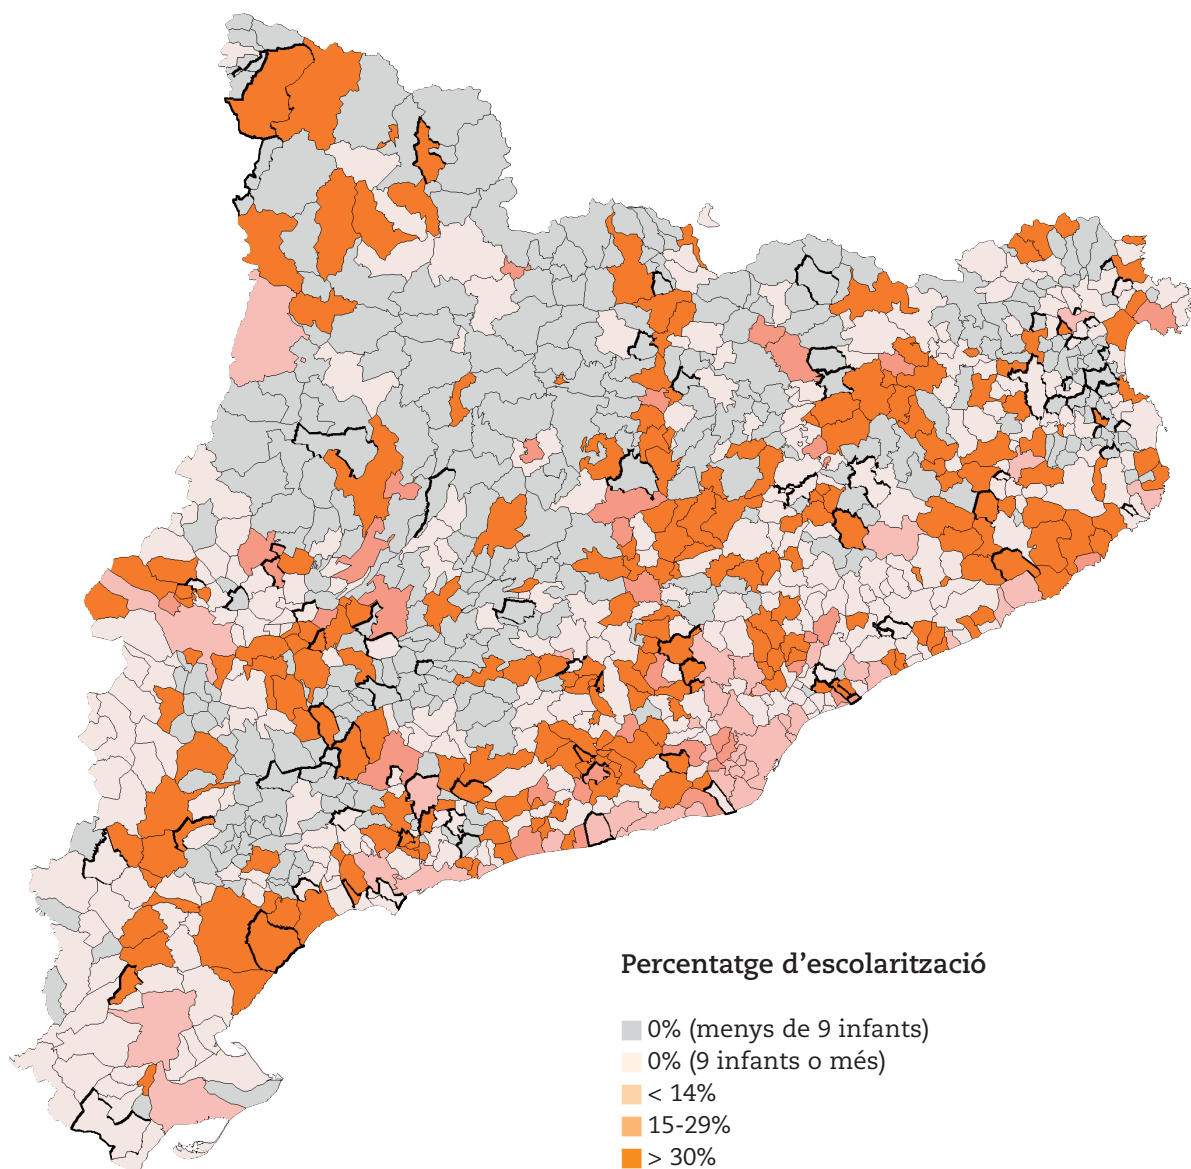 Percentatge d’escolarització
0% (menys de 9 infants)
0% (9 infants o més)
< 14%
15-29%
> 30%